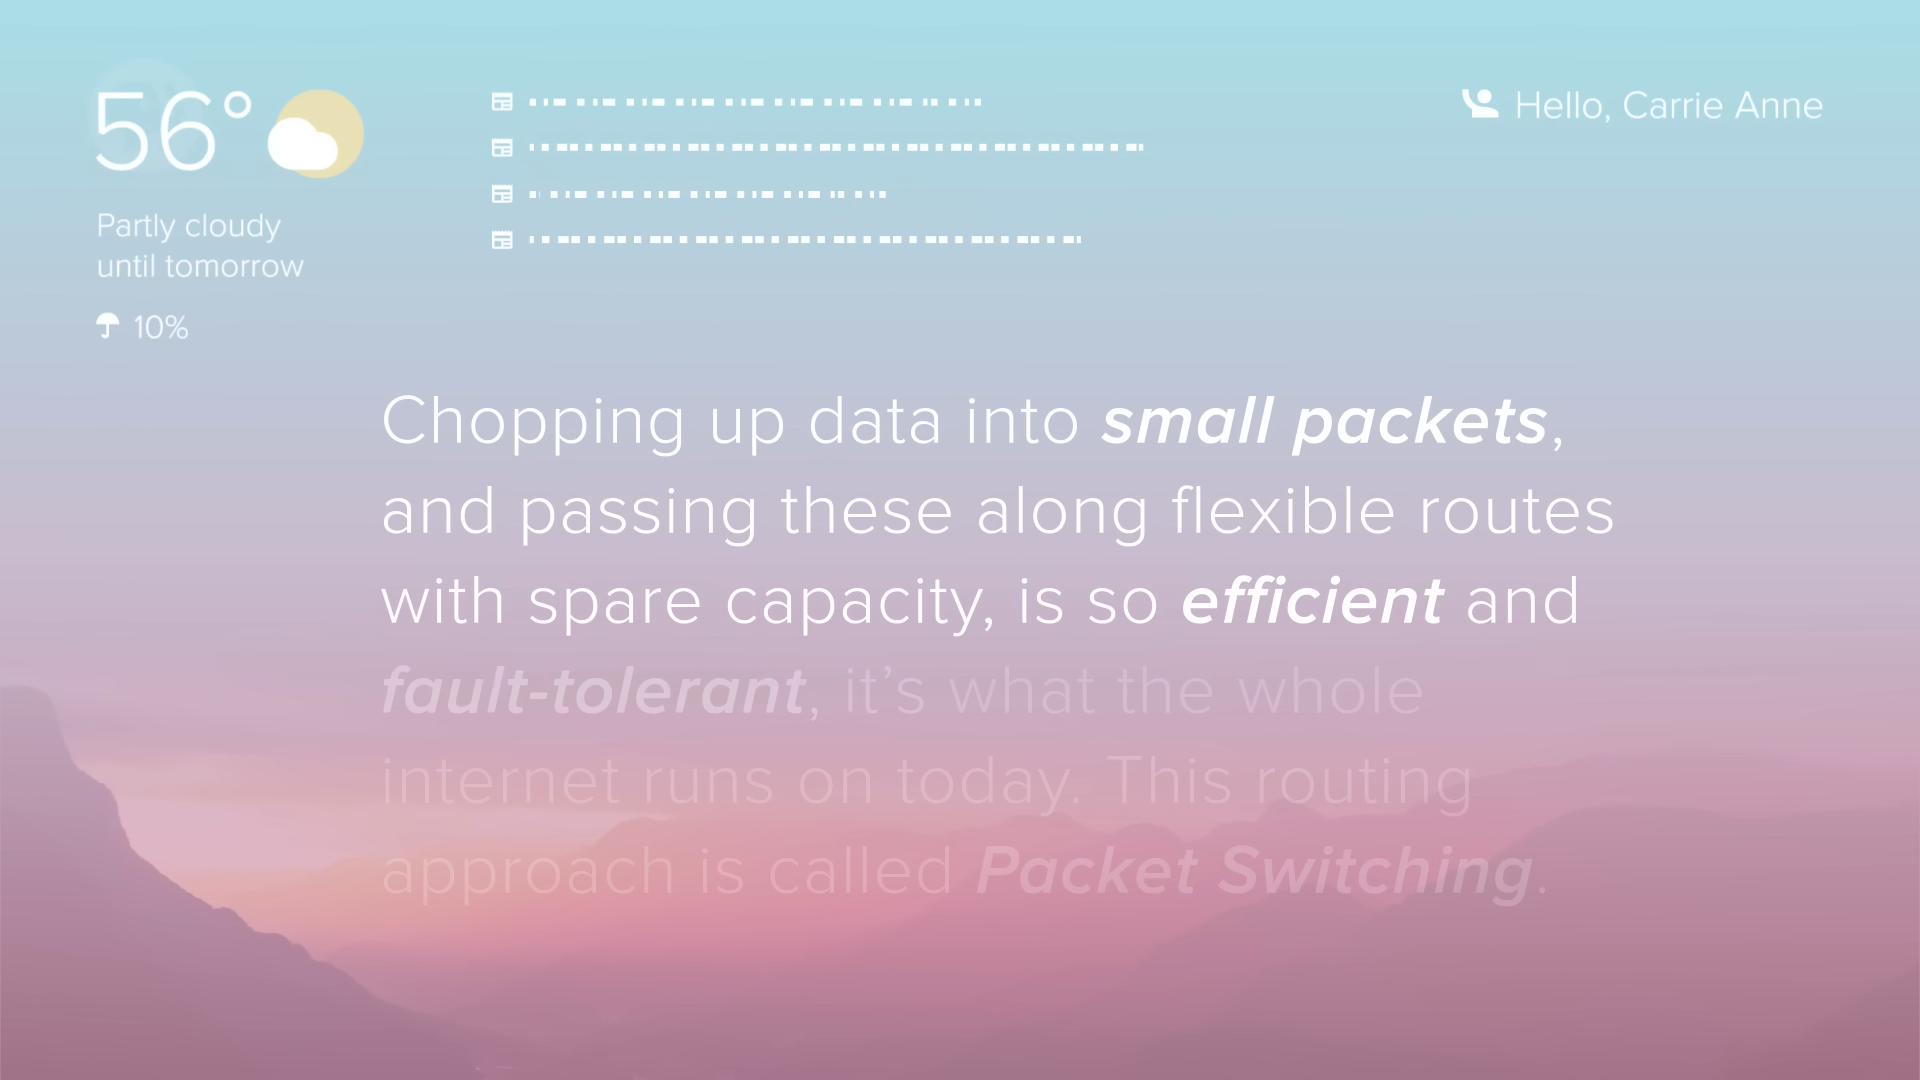 56°
Partly cloudy
until tomorrow
10%
Hello, Carrie Anne
Chopping up data into small packets,
and passing these along flexible routes
with spare capacity, is so efficient and
fault-tolerant, it’s what the whole
internet runs on today. This routing
approach is called Packet Switching.